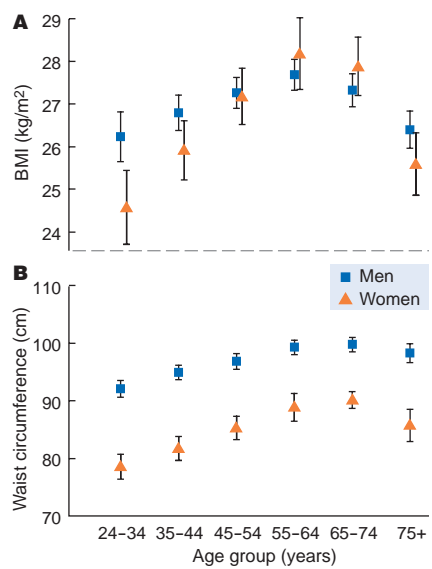 A
29
28
27
26
25
24
BMI (kg/m²)
B
Men
Women
110
100
90
80
70
Waist circumference (cm)
24–34 35–44 45–54 55–64 65–74 75+
Age group (years)